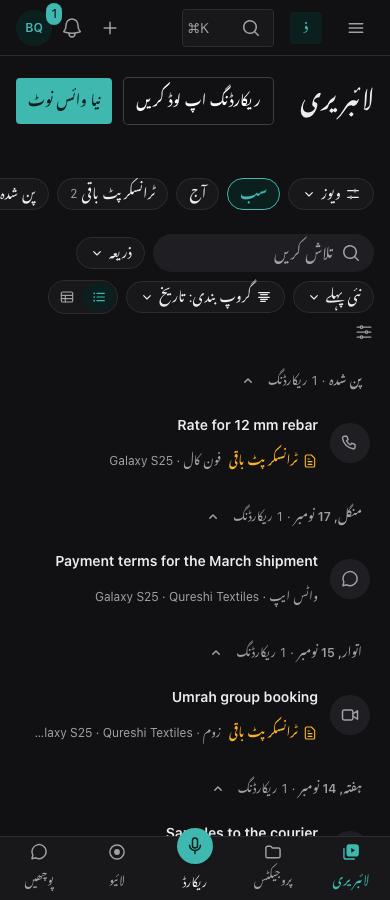 ذ
⌘K
BQ
1
لائبریری
ریکارڈنگ اپ لوڈ کریں
نیا وائس نوٹ
ویوز
سب
آج
ٹرانسکرپٹ باقی 2
پن شدہ
تلاش کریں
ذریعہ
نئی پہلے
گروپ بندی: تاریخ
پن شدہ · 1 ریکارڈنگ
Rate for 12 mm rebar
ٹرانسکرپٹ باقی فون کال · Galaxy S25
منگل, 17 نومبر · 1 ریکارڈنگ
Payment terms for the March shipment
واٹس ایپ · Galaxy S25 · Qureshi Textiles
اتوار, 15 نومبر · 1 ریکارڈنگ
Umrah group booking
ٹرانسکرپٹ باقی زوم · laxy S25 · Qureshi Textiles...
ہفتہ, 14 نومبر · 1 ریکارڈنگ
to the courier
لائبریری
پروجیکٹس
ریکارڈ
لائیو
پوچھیں